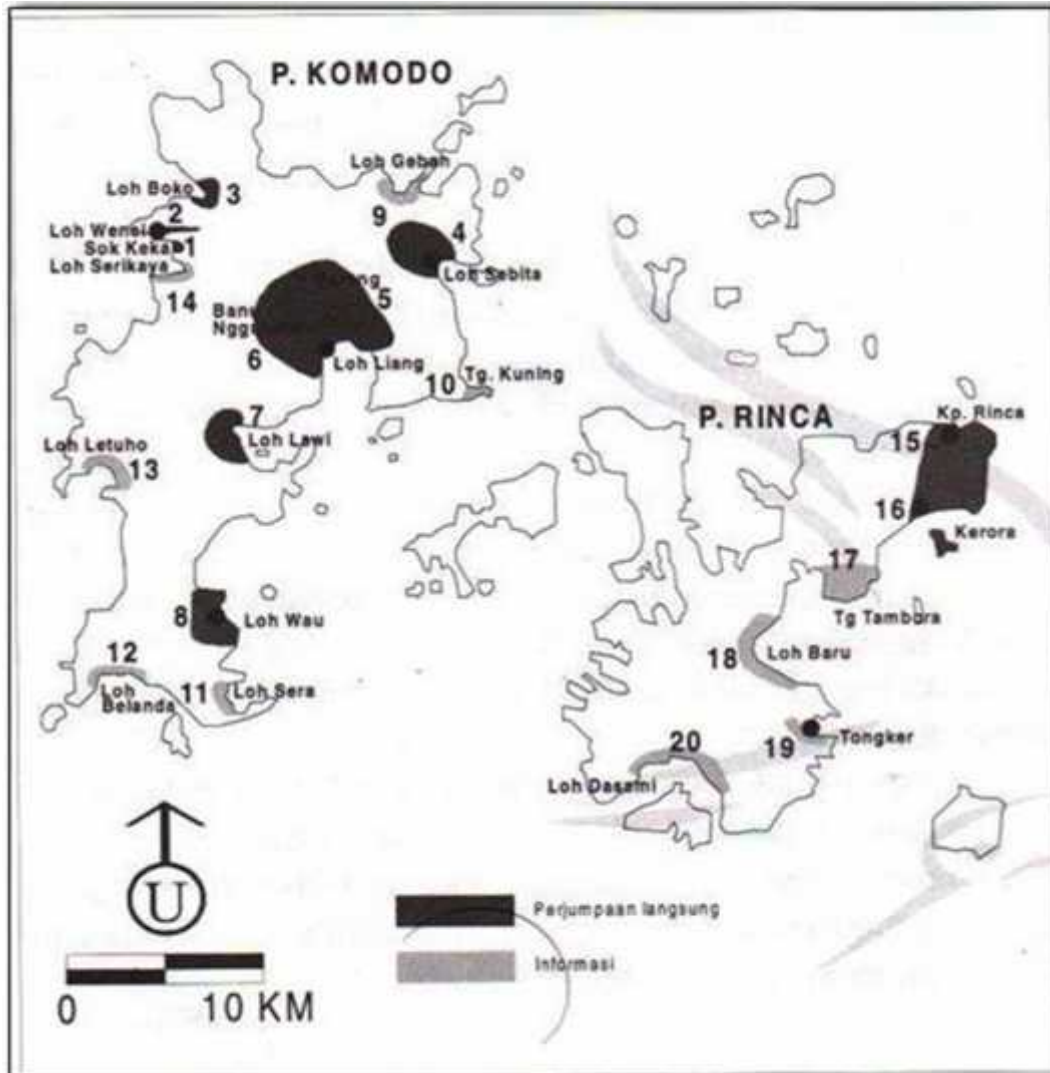 P. KOMODO
Loh Gebah
Loh Boko
3
2
9
4
Loh Wensi
Sok Keka
1
Loh Serikaya
Loh Sebita
14
5
6
Loh Liang
10
Tg. Kuning
7
P. RINCA
Kp. Rinca
15
Loh Lawi
Loh Letuho
13
16
Kerora
17
8
Loh Wau
Tg Tambora
18
Loh Baru
12
11
Loh Sera
Loh
Belanda
20
19
Tongker
Loh Dasami
U
Perjumpaan langsung
Informasi
0
10 KM